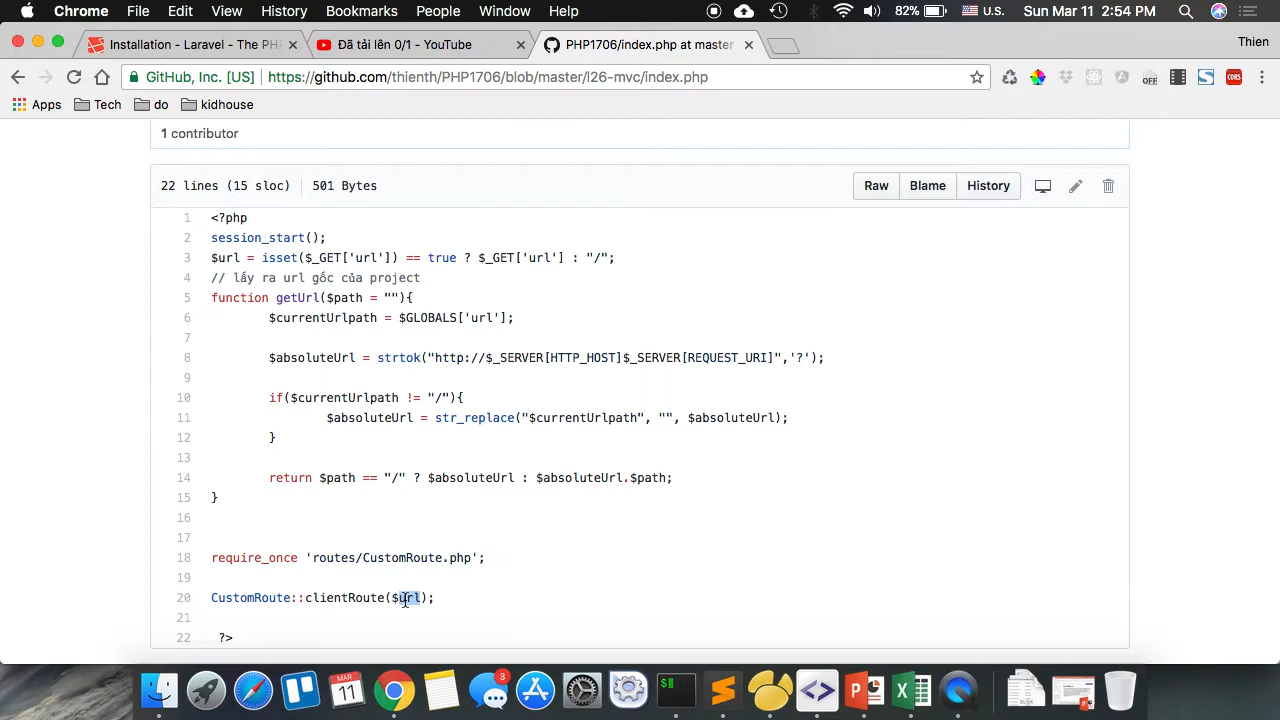 Chrome File Edit View History Bookmarks People Window Help 82% U.S. Sun Mar 11 2:54 PM
Installation - Laravel - The PH
Đã tải lên 0/1 - YouTube
PHP1706/index.php at master
Thien
GitHub, Inc. [US] https://github.com/thienth/PHP1706/blob/master/l26-mvc/index.php
OFF
CORS
Apps Tech do kidhouse
1 contributor
22 lines (15 sloc) 501 Bytes
Raw Blame History
1 <?php
2 session_start();
3 $url = isset($_GET['url']) == true ? $_GET['url'] : "/";
4 // lấy ra url gốc của project
5 function getUrl($path = ""){
6 $currentUrlpath = $GLOBALS['url'];
7
8 $absoluteUrl = strtok("http://$_SERVER[HTTP_HOST]$_SERVER[REQUEST_URI]",'?');
9
10 if($currentUrlpath != "/"){
11 $absoluteUrl = str_replace("$currentUrlpath", "", $absoluteUrl);
12 }
13
14 return $path == "/" ? $absoluteUrl : $absoluteUrl.$path;
15 }
16
17
18 require_once 'routes/CustomRoute.php';
19
20 CustomRoute::clientRoute($url);
21
22 ?>
MAR
11
3